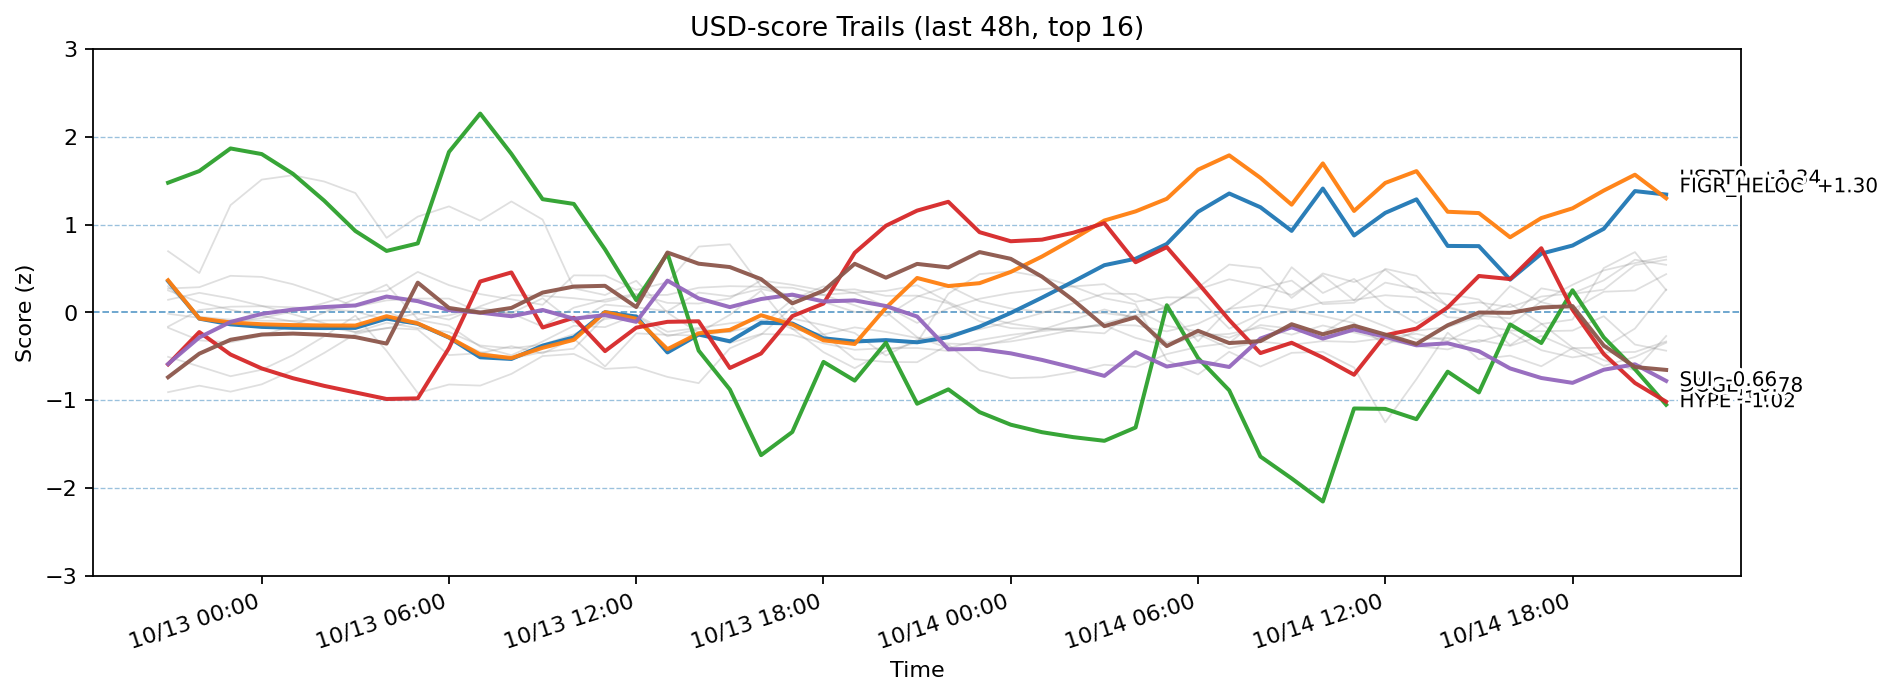 USD-score Trails (last 48h, top 16)
Score (z)
3
2
1
0
−1
−2
−3
FIGR_HELOC +1.30
SUI -0.66
HYPE -1.02
10/13 00:00
10/13 06:00
10/13 12:00
10/13 18:00
10/14 00:00
10/14 06:00
10/14 12:00
10/14 18:00
Time